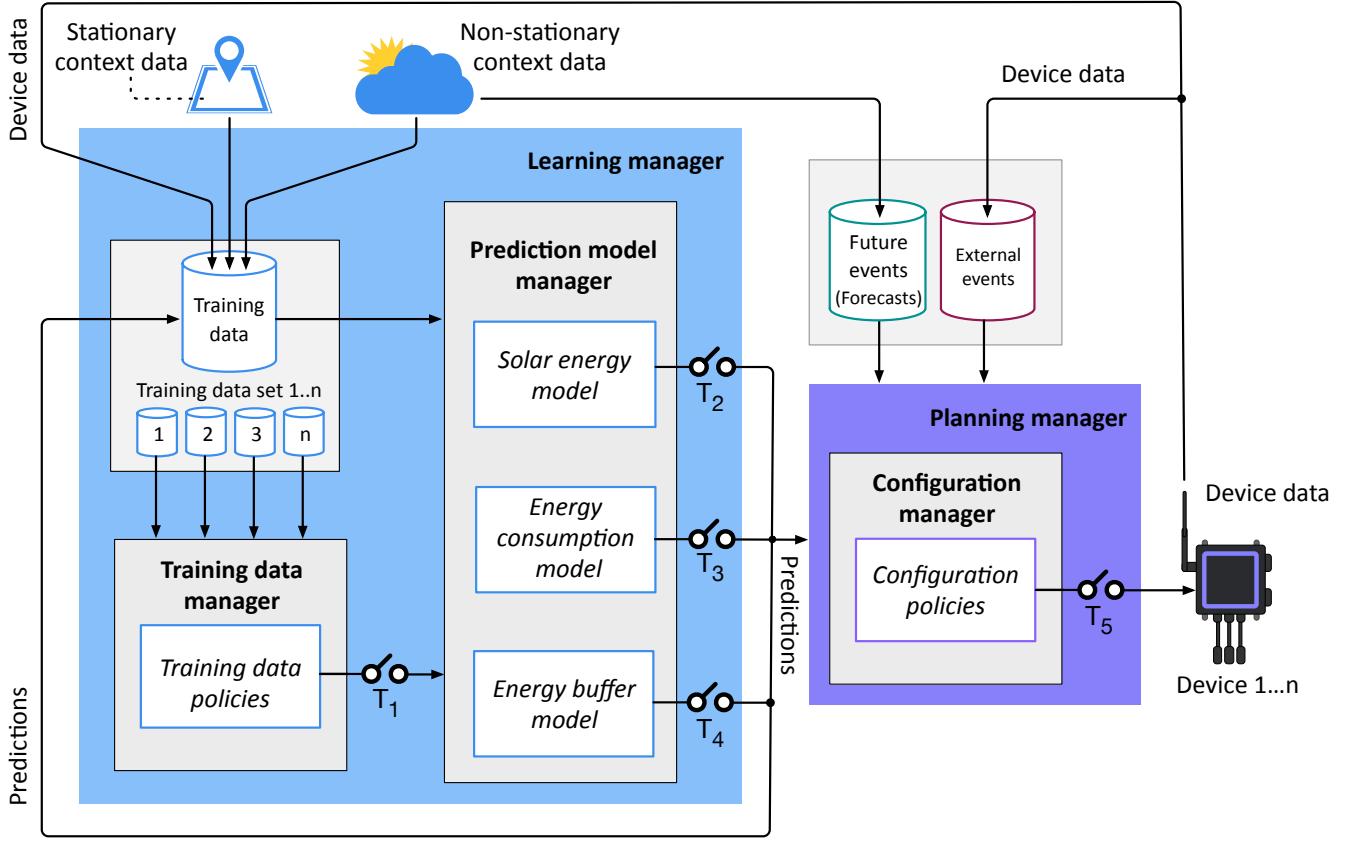 Device data
Stationary
context data
Non-stationary
context data
Device data
Learning manager
Training
data
Training data set 1..n
1
2
3
n
Training data
manager
Training data
policies
T1
Prediction model
manager
Solar energy
model
T2
Energy
consumption
model
T3
Energy buffer
model
T4
Predictions
Predictions
Future
events
(Forecasts)
External
events
Planning manager
Configuration
manager
Configuration
policies
T5
Device data
Device 1...n